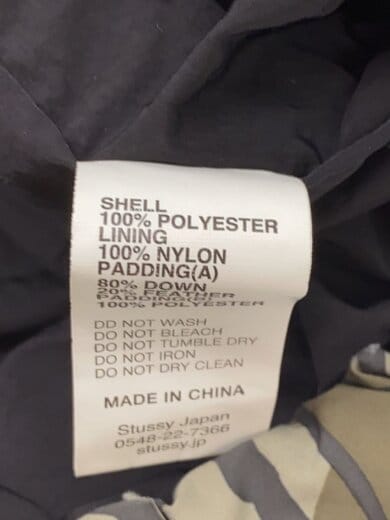 SHELL
100% POLYESTER
LINING
100% NYLON
PADDING(A)
80% DOWN
20% FEATHER
PADDING(B)
100% POLYESTER
DO NOT WASH
DO NOT BLEACH
DO NOT TUMBLE DRY
DO NOT IRON
DO NOT DRY CLEAN
MADE IN CHINA
Stussy Japan
0548-22-7366
stussy.jp